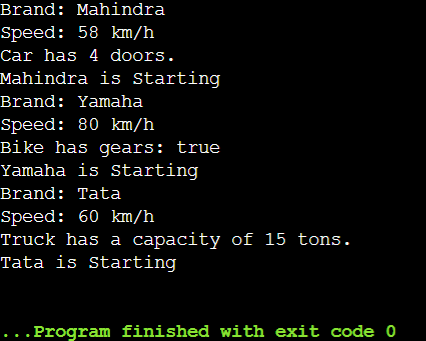 Brand: Mahindra
Speed: 58 km/h
Car has 4 doors.
Mahindra is Starting
Brand: Yamaha
Speed: 80 km/h
Bike has gears: true
Yamaha is Starting
Brand: Tata
Speed: 60 km/h
Truck has a capacity of 15 tons.
Tata is Starting
...Program finished with exit code 0